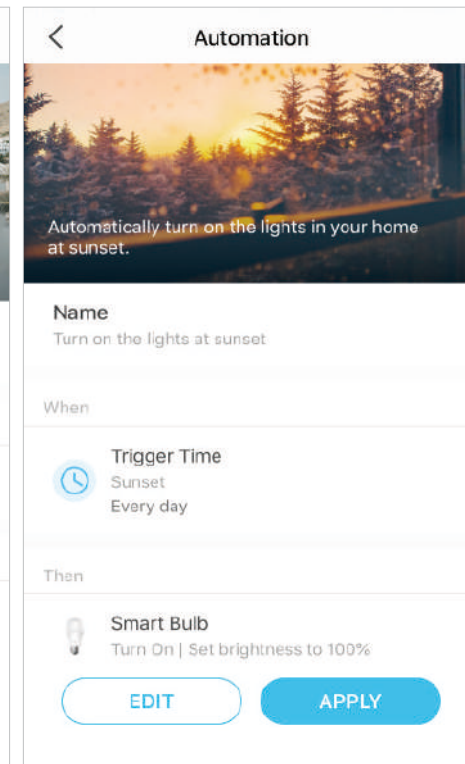 Automation
Automatically turn on the lights in your home
at sunset.
Name
Turn on the lights at sunset
When
Trigger Time
Sunset
Every day
Then
Smart Bulb
Turn On | Set brightness to 100%
EDIT
APPLY